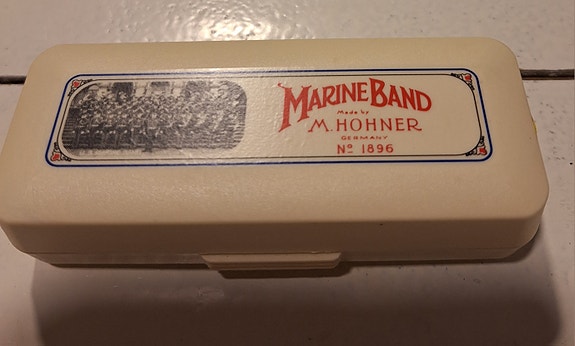 MARINE BAND
Made by
M. HOHNER
GERMANY
Nº 1896